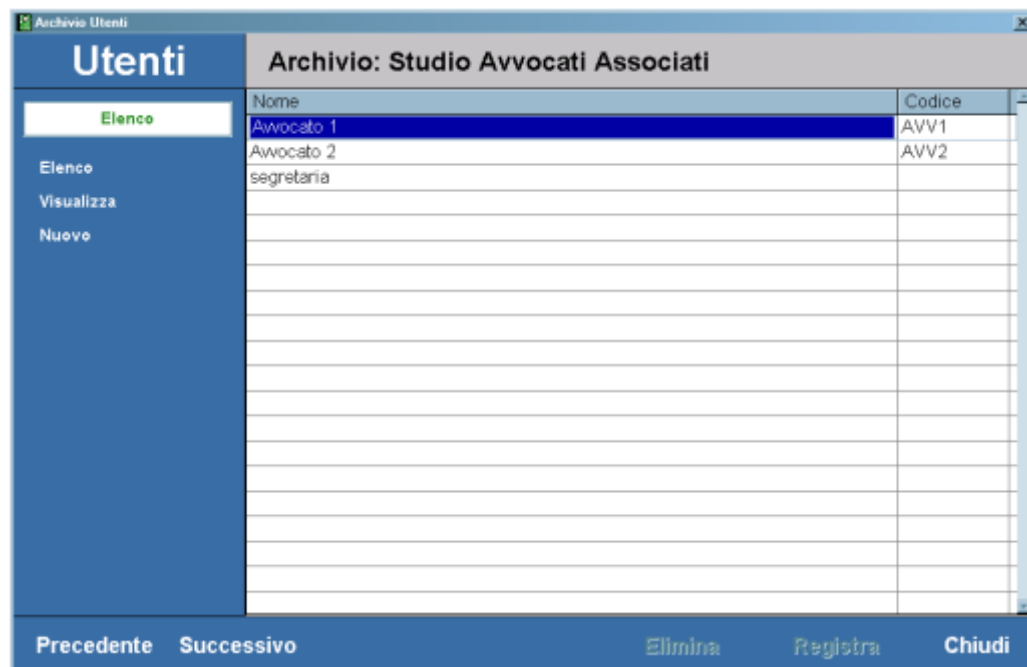 Archivio Utenti
Utenti
Archivio: Studio Avvocati Associati
Elenco
Elenco
Visualizza
Nuovo
Nome Codice
Avvocato 1 AVV1
Avvocato 2 AVV2
segretaria
Precedente Successivo Elimina Registra Chiudi